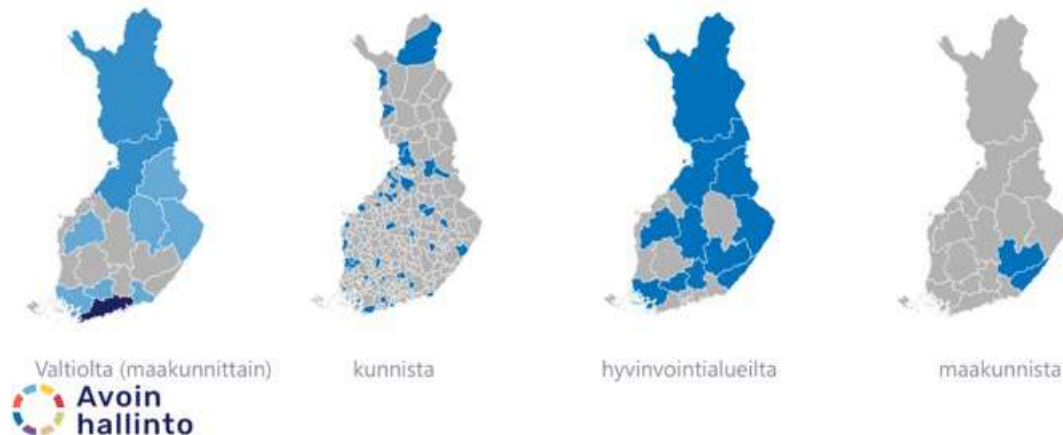 Valtiolta (maakunnittain)
kunnista
hyvinvointialueilta
maakunnista
Avoin
hallinto